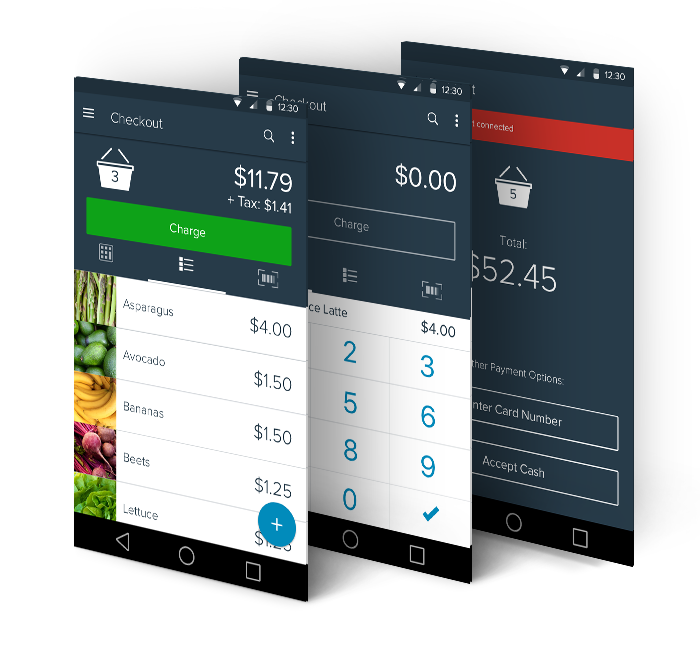 12:30
Checkout
3
$11.79
+ Tax: $1.41
Charge
Asparagus
$4.00
Avocado
$1.50
Bananas
$1.50
Beets
$1.25
Lettuce
+
12:30
Checkout
$0.00
Charge
ce Latte
$4.00
2 3
5 6
8 9
0
12:30
t
connected
5
Total:
$52.45
ther Payment Options:
nter Card Number
Accept Cash